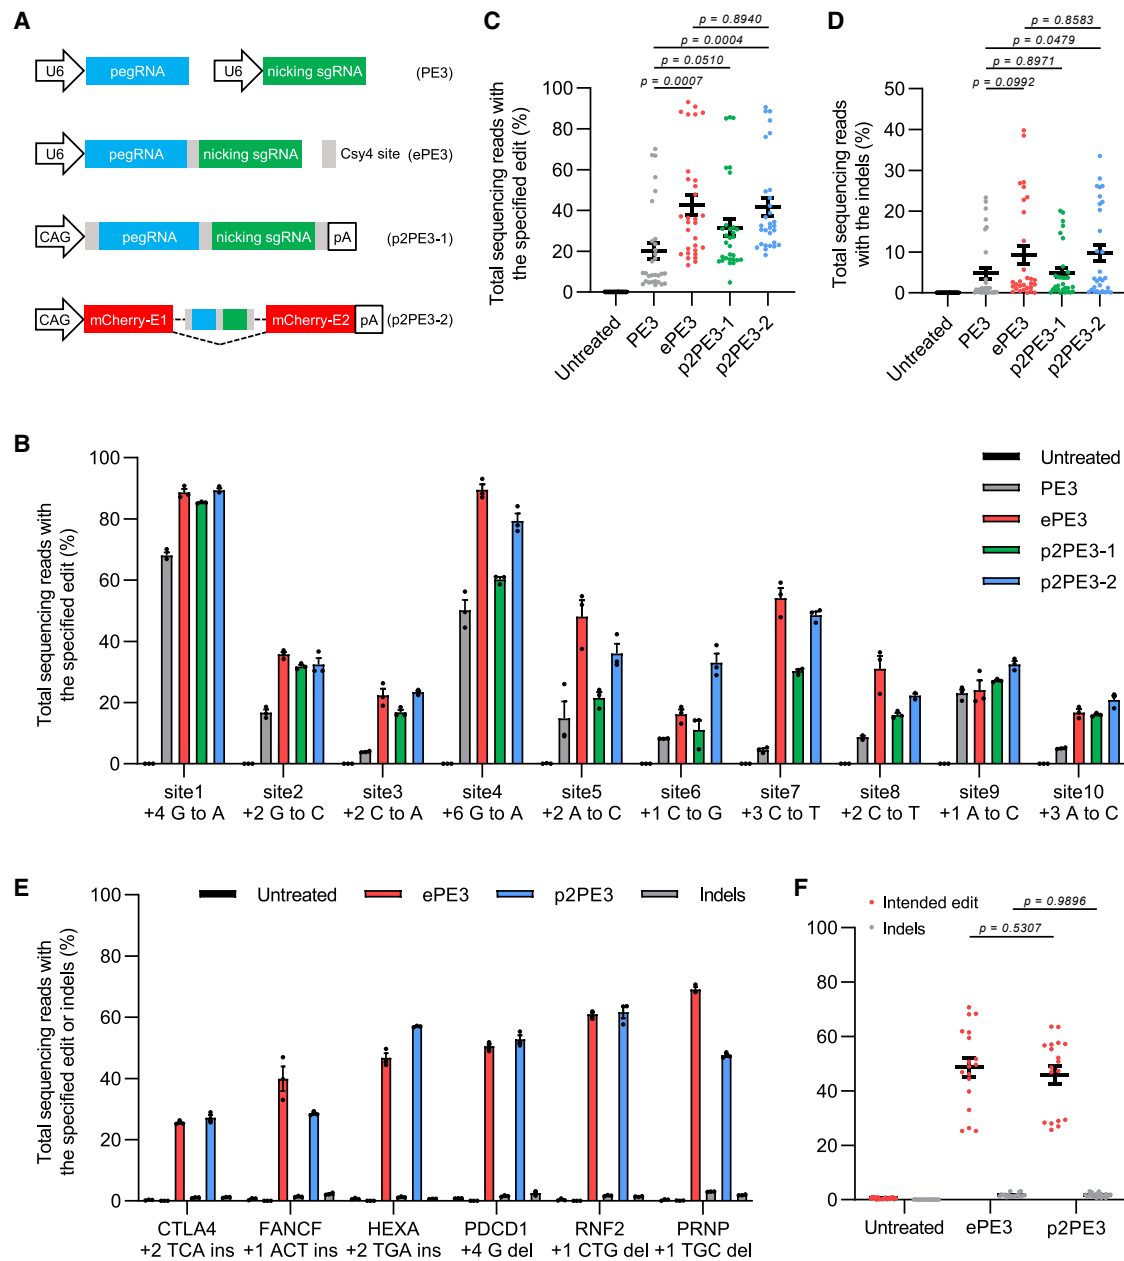 A
U6
pegRNA
U6
nicking sgRNA
(PE3)
U6
pegRNA
nicking sgRNA
Csy4 site
(ePE3)
CAG
pegRNA
nicking sgRNA
pA
(p2PE3-1)
CAG
mCherry-E1
mCherry-E2
pA
(p2PE3-2)
C
Total sequencing reads with
the specified edit (%)
p = 0.8940
p = 0.0004
p = 0.0510
p = 0.0007
100
80
60
40
20
0
Untreated
PE3
ePE3
p2PE3-1
p2PE3-2
D
Total sequencing reads
with the indels (%)
p = 0.8583
p = 0.0479
p = 0.8971
p = 0.0992
50
40
30
20
10
0
Untreated
PE3
ePE3
p2PE3-1
p2PE3-2
B
Total sequencing reads with
the specified edit (%)
100
80
60
40
20
0
Untreated
PE3
ePE3
p2PE3-1
p2PE3-2
site1 site2 site3 site4 site5 site6 site7 site8 site9 site10
+4 G to A +2 G to C +2 C to A +6 G to A +2 A to C +1 C to G +3 C to T +2 C to T +1 A to C +3 A to C
E
Total sequencing reads with
the specified edit or indels (%)
Untreated ePE3 p2PE3 Indels
100
80
60
40
20
0
CTLA4 FANCF HEXA PDCD1 RNF2 PRNP
+2 TCA ins +1 ACT ins +2 TGA ins +4 G del +1 CTG del +1 TGC del
F
Intended edit
Indels
p = 0.9896
p = 0.5307
100
80
60
40
20
0
Untreated ePE3 p2PE3